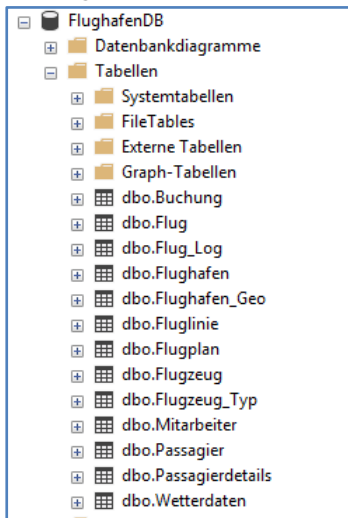 FlughafenDB
Datenbankdiagramme
Tabellen
Systemtabellen
FileTables
Externe Tabellen
Graph-Tabellen
dbo.Buchung
dbo.Flug
dbo.Flug_Log
dbo.Flughafen
dbo.Flughafen_Geo
dbo.Fluglinie
dbo.Flugplan
dbo.Flugzeug
dbo.Flugzeug_Typ
dbo.Mitarbeiter
dbo.Passagier
dbo.Passagierdetails
dbo.Wetterdaten